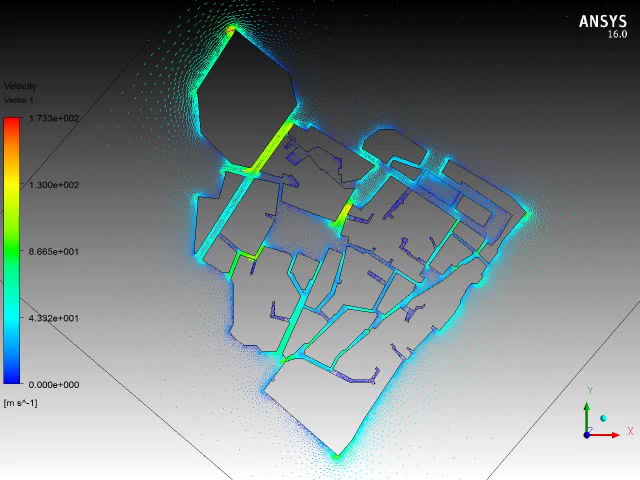 ANSYS
16.0
Velocity
Vector 1
1.733e+002
1.300e+002
8.665e+001
4.332e+001
0.000e+000
[m s^-1]
Y
Z
X